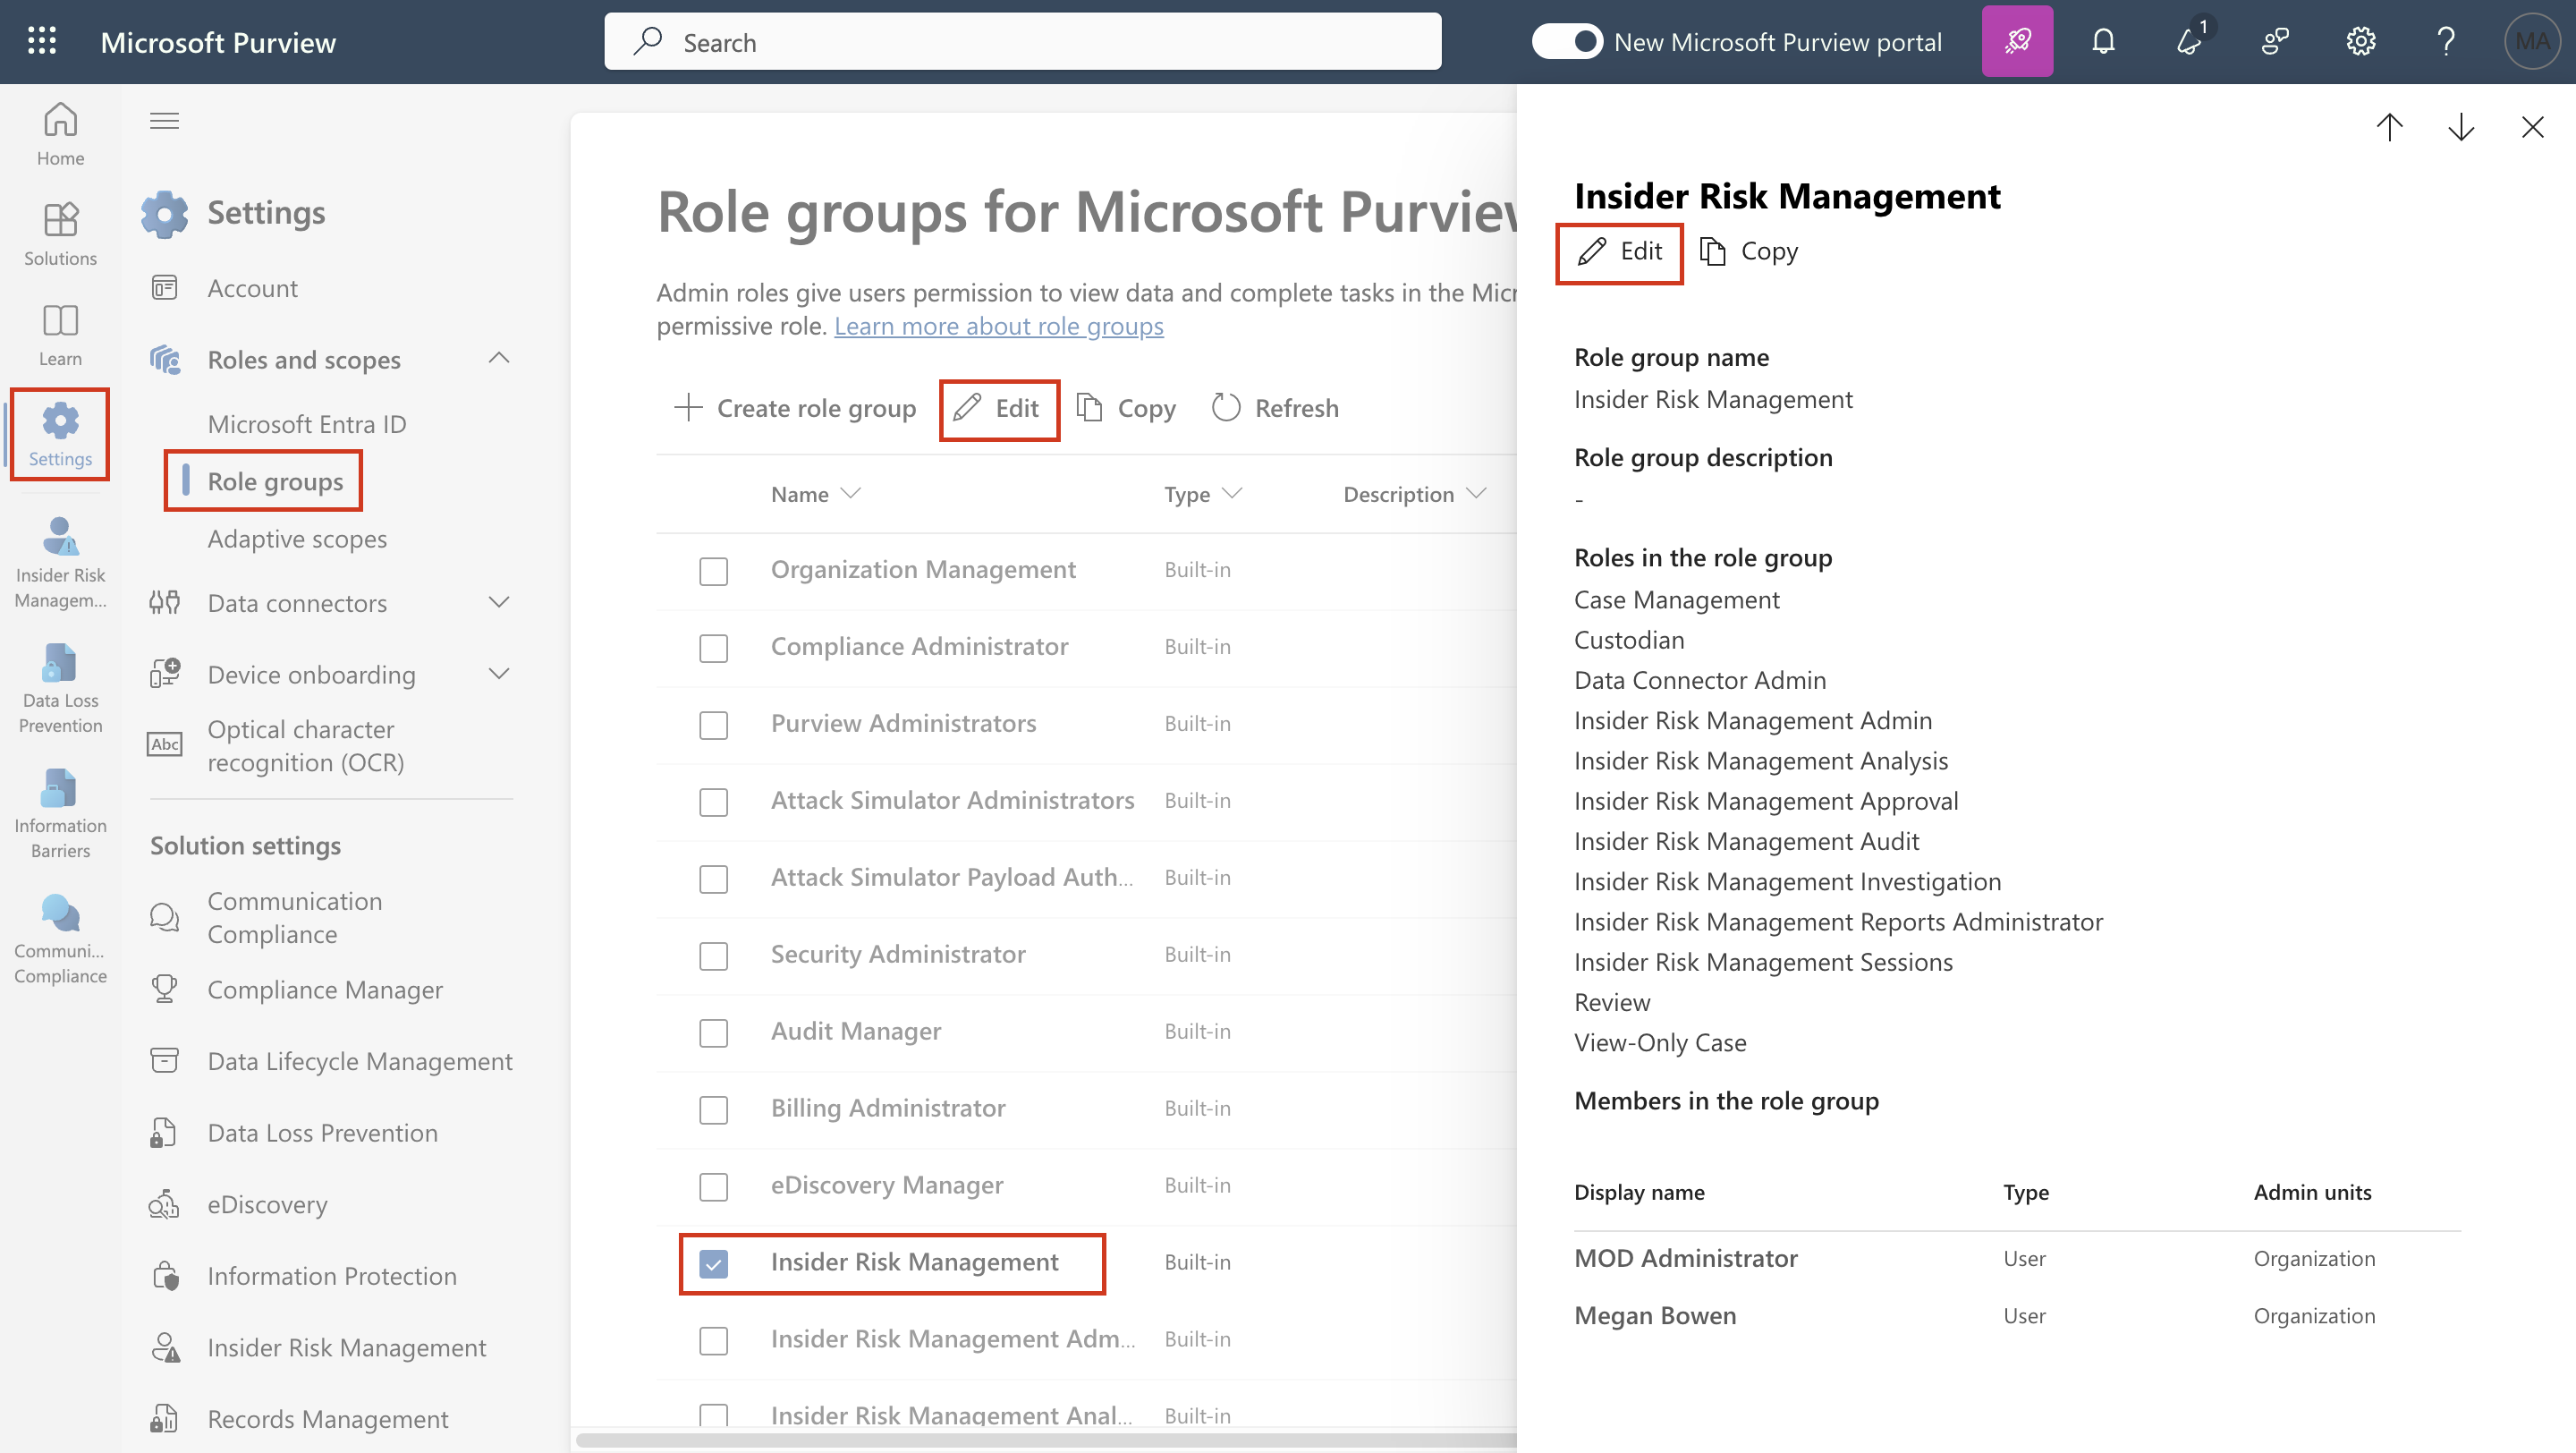 Microsoft Purview
Search
New Microsoft Purview portal
1
MA
Home
Solutions
Learn
Settings
Insider Risk
Managem...
Data Loss
Prevention
Information
Barriers
Communi...
Compliance
Settings
Account
Roles and scopes
Microsoft Entra ID
Role groups
Adaptive scopes
Data connectors
Device onboarding
Abc
Optical character
recognition (OCR)
Solution settings
Communication
Compliance
Compliance Manager
Data Lifecycle Management
Data Loss Prevention
eDiscovery
Information Protection
Insider Risk Management
Records Management
Role groups for Microsoft Purview
Admin roles give users permission to view data and complete tasks in the Micr
permissive role. Learn more about role groups
Create role group Edit Copy Refresh
Name Type Description
Organization Management Built-in
Compliance Administrator Built-in
Purview Administrators Built-in
Attack Simulator Administrators Built-in
Attack Simulator Payload Auth... Built-in
Security Administrator Built-in
Audit Manager Built-in
Billing Administrator Built-in
eDiscovery Manager Built-in
Insider Risk Management Built-in
Insider Risk Management Adm... Built-in
Insider Risk Management Anal... Built-in
Insider Risk Management
Edit Copy
Role group name
Insider Risk Management
Role group description
-
Roles in the role group
Case Management
Custodian
Data Connector Admin
Insider Risk Management Admin
Insider Risk Management Analysis
Insider Risk Management Approval
Insider Risk Management Audit
Insider Risk Management Investigation
Insider Risk Management Reports Administrator
Insider Risk Management Sessions
Review
View-Only Case
Members in the role group
Display name Type Admin units
MOD Administrator User Organization
Megan Bowen User Organization